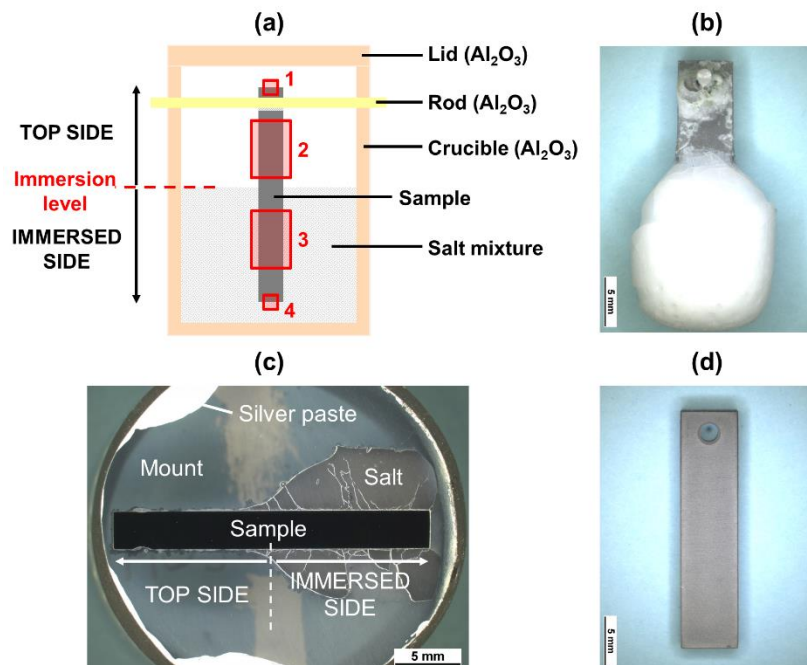 (a)
Lid (Al₂O₃)
1
Rod (Al₂O₃)
TOP SIDE
2
Crucible (Al₂O₃)
Immersion
level
Sample
IMMERSED
SIDE
3
Salt mixture
4
(b)
5 mm
(c)
Silver paste
Mount
Salt
Sample
TOP SIDE
IMMERSED
SIDE
5 mm
(d)
5 mm